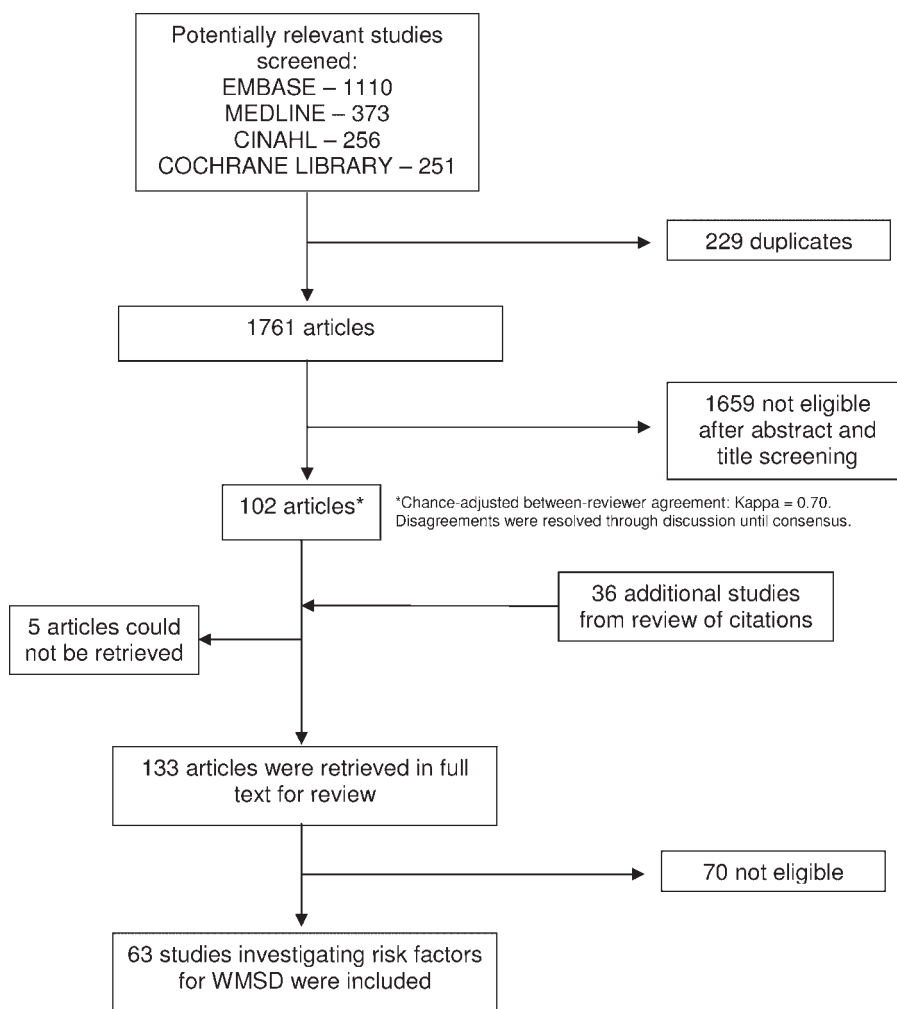 Potentially relevant studies
screened:
EMBASE – 1110
MEDLINE – 373
CINAHL – 256
COCHRANE LIBRARY – 251
229 duplicates
1761 articles
1659 not eligible
after abstract and
title screening
102 articles*
*Chance-adjusted between-reviewer agreement: Kappa = 0.70.
Disagreements were resolved through discussion until consensus.
36 additional studies
from review of citations
5 articles could
not be retrieved
133 articles were retrieved in full
text for review
70 not eligible
63 studies investigating risk factors
for WMSD were included